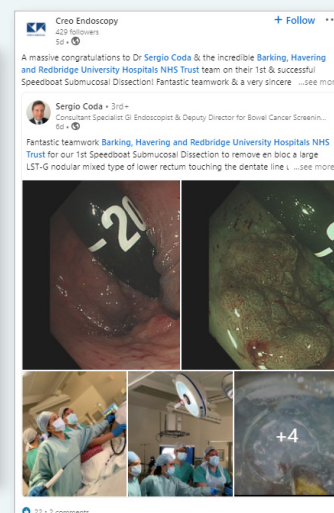 Creo Endoscopy
+ Follow
429 followers
5d •
A massive congratulations to Dr Sergio Coda & the incredible Barking, Havering
and Redbridge University Hospitals NHS Trust team on their 1st & successful
Speedboat Submucosal Dissection! Fantastic teamwork & a very sincere ...see more
Sergio Coda • 3rd+
Consultant Specialist GI Endoscopist & Deputy Director for Bowel Cancer Screenin...
6d •
Fantastic teamwork Barking, Havering and Redbridge University Hospitals NHS
Trust for our 1st Speedboat Submucosal Dissection to remove en bloc a large
LST-G nodular mixed type of lower rectum touching the dentate line ...see more
20
+4
22 • 2 comments